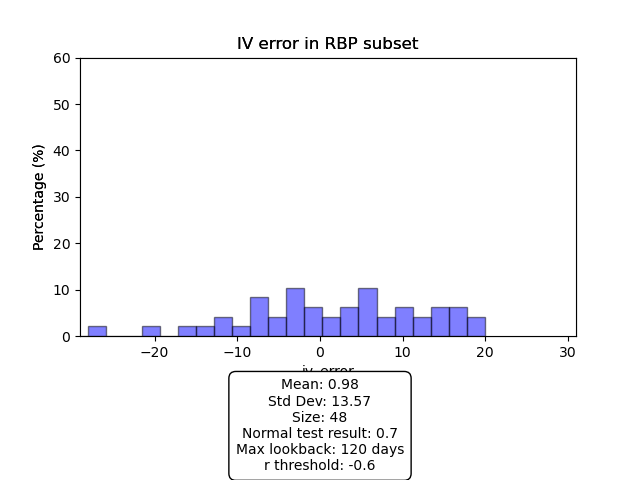 IV error in RBP subset
Percentage (%)
60
50
40
30
20
10
0
−20
−10
0
10
20
30
iv_error
Mean: 0.98
Std Dev: 13.57
Size: 48
Normal test result: 0.7
Max lookback: 120 days
r threshold: -0.6